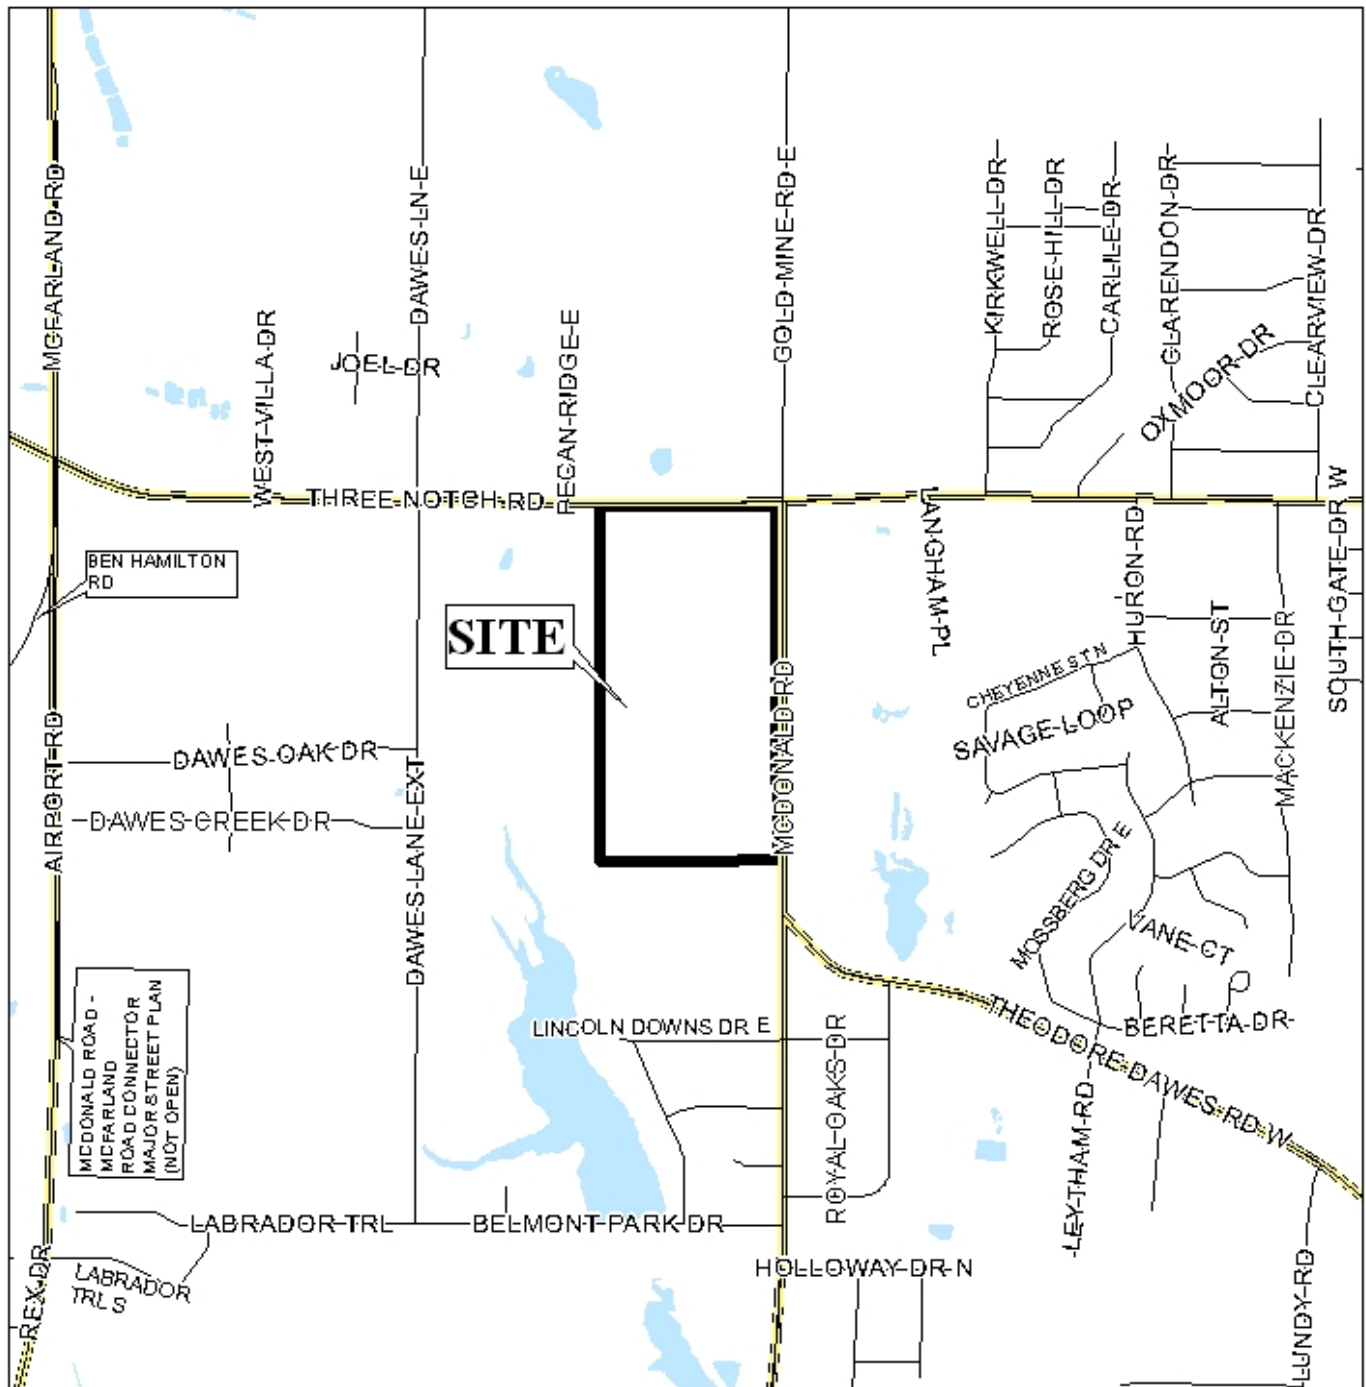 MCFARLAND-RD
DAWES-LN-E
GOLD-MINE-RD-E
KIRKWELL-DR
ROSE-HILL-DR
CARLILE-DR
GLARENDON-DR
CLEARVIEW-DR
OXMOOR-DR
WEST-VILLA-DR
JOEL-DR
PECAN-RIDGE-E
THREE-NOTCH-RD
LANGHAM-PL
HURON-RD
ALTON-ST
MACKENZIE-DR
SOUTH-GATE-DR W
BEN HAMILTON
RD
SITE
CHEYENNE ST N
SAVAGE-LOOP
MCDONALD-RD
AIRPORT-RD
DAWES-OAK-DR
DAWES-CREEK-DR
DAWES-LANE-EXT
MOSSBERG DR E
VANE-CT
BERETTA-DR
MCDONALD ROAD -
MCFARLAND
ROAD CONNECTOR
MAJOR STREET PLAN
(NOT OPEN)
LINCOLN DOWNS DR E
ROYAL-OAKS-DR
THEODORE-DAWES-RD-W
LEYTHAM-RD
LABRADOR-TRL
BELMONT-PARK-DR
HOLLOWAY-DR-N
LABRADOR
TRL S
REX-DR
LUNDY-RD